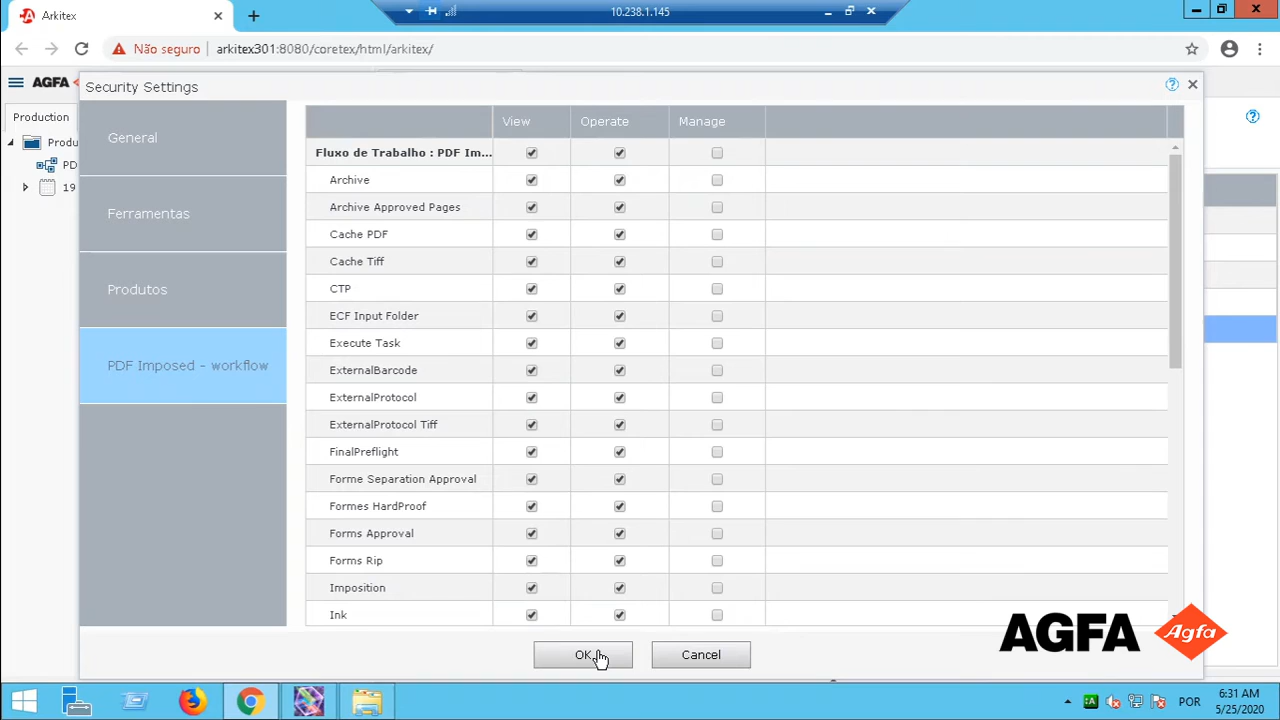 Arkitex
10.238.1.145
Não seguro
arkitex301:8080/coretex/html/arkitex/
AGFA
Security Settings
Production
Produ
PD
19
General
Ferramentas
Produtos
PDF Imposed - workflow
View Operate Manage
Fluxo de Trabalho : PDF Im...
Archive
Archive Approved Pages
Cache PDF
Cache Tiff
CTP
ECF Input Folder
Execute Task
ExternalBarcode
ExternalProtocol
ExternalProtocol Tiff
FinalPreflight
Forme Separation Approval
Formes HardProof
Forms Approval
Forms Rip
Imposition
Ink
OK
Cancel
AGFA
Agfa
POR
6:31 AM
5/25/2020